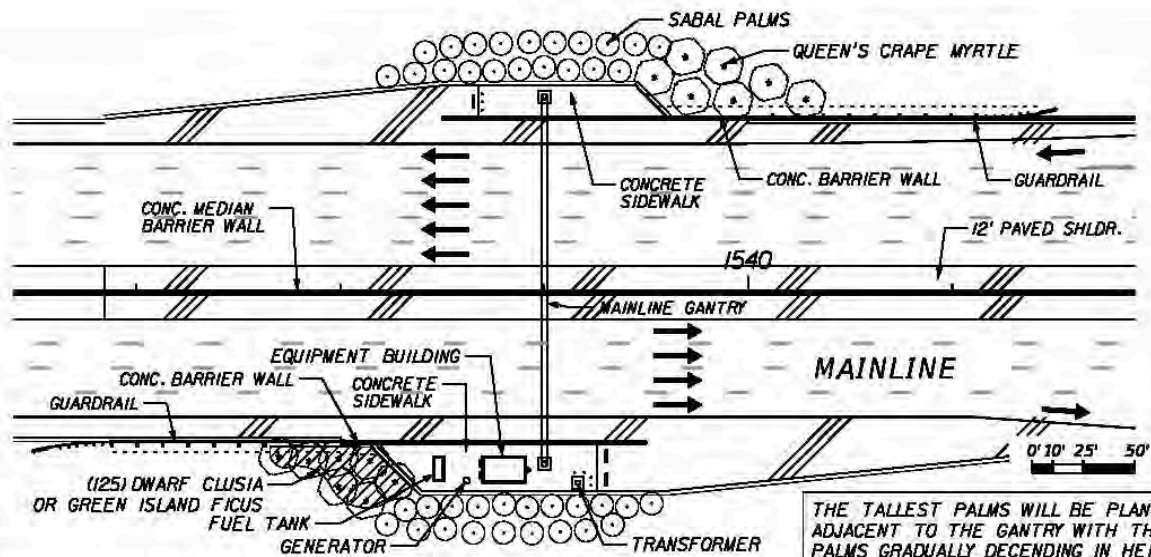 SABAL PALMS
QUEEN'S CRAPE MYRTLE
CONCRETE
SIDEWALK
CONC. BARRIER WALL
GUARDRAIL
CONC. MEDIAN
BARRIER WALL
12' PAVED SHLDR.
1540
MAINLINE GANTRY
EQUIPMENT BUILDING
CONC. BARRIER WALL
CONCRETE
SIDEWALK
GUARDRAIL
MAINLINE
0' 10' 25' 50'
(125) DWARF CLUSIA
OR GREEN ISLAND FICUS
FUEL TANK
GENERATOR
TRANSFORMER
THE TALLEST PALMS WILL BE PLAN
ADJACENT TO THE GANTRY WITH TH
PALMS GRADUALLY DECENDING IN HE